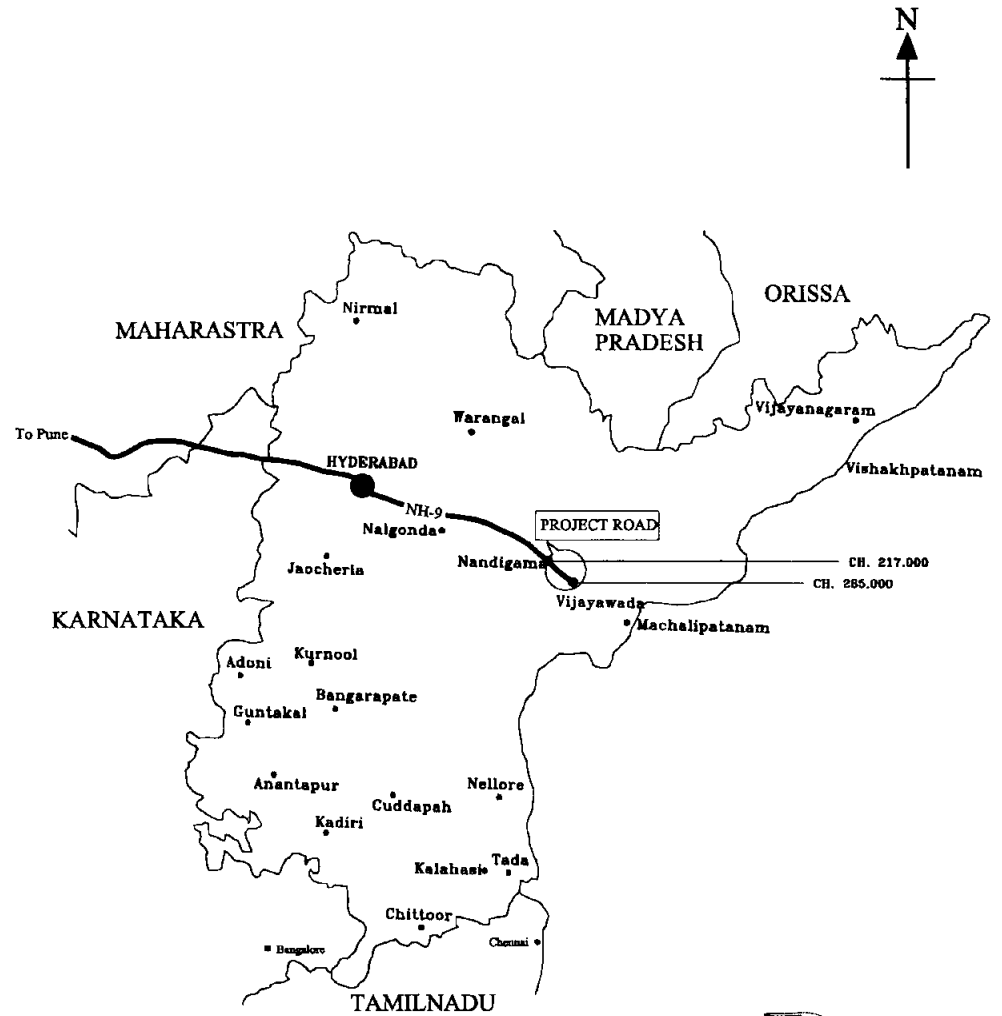 N
ORISSA
Nirmal
MAHARASTRA
MADYA
PRADESH
Warangal
Vijayanagaram
To Pune
HYDERABAD
Vishakhpatanam
NH-9
PROJECT ROAD
Nalgonda
Nandigama
CH. 217.000
Jaocheria
CH. 265.000
Vijayawada
KARNATAKA
Machalipatanam
Kurnool
Adoni
Bangarapate
Guntakal
Anantapur
Nellore
Cuddapah
Kadiri
Kalahasi
Tada
Chittoor
Chennai
Bangalore
TAMILNADU